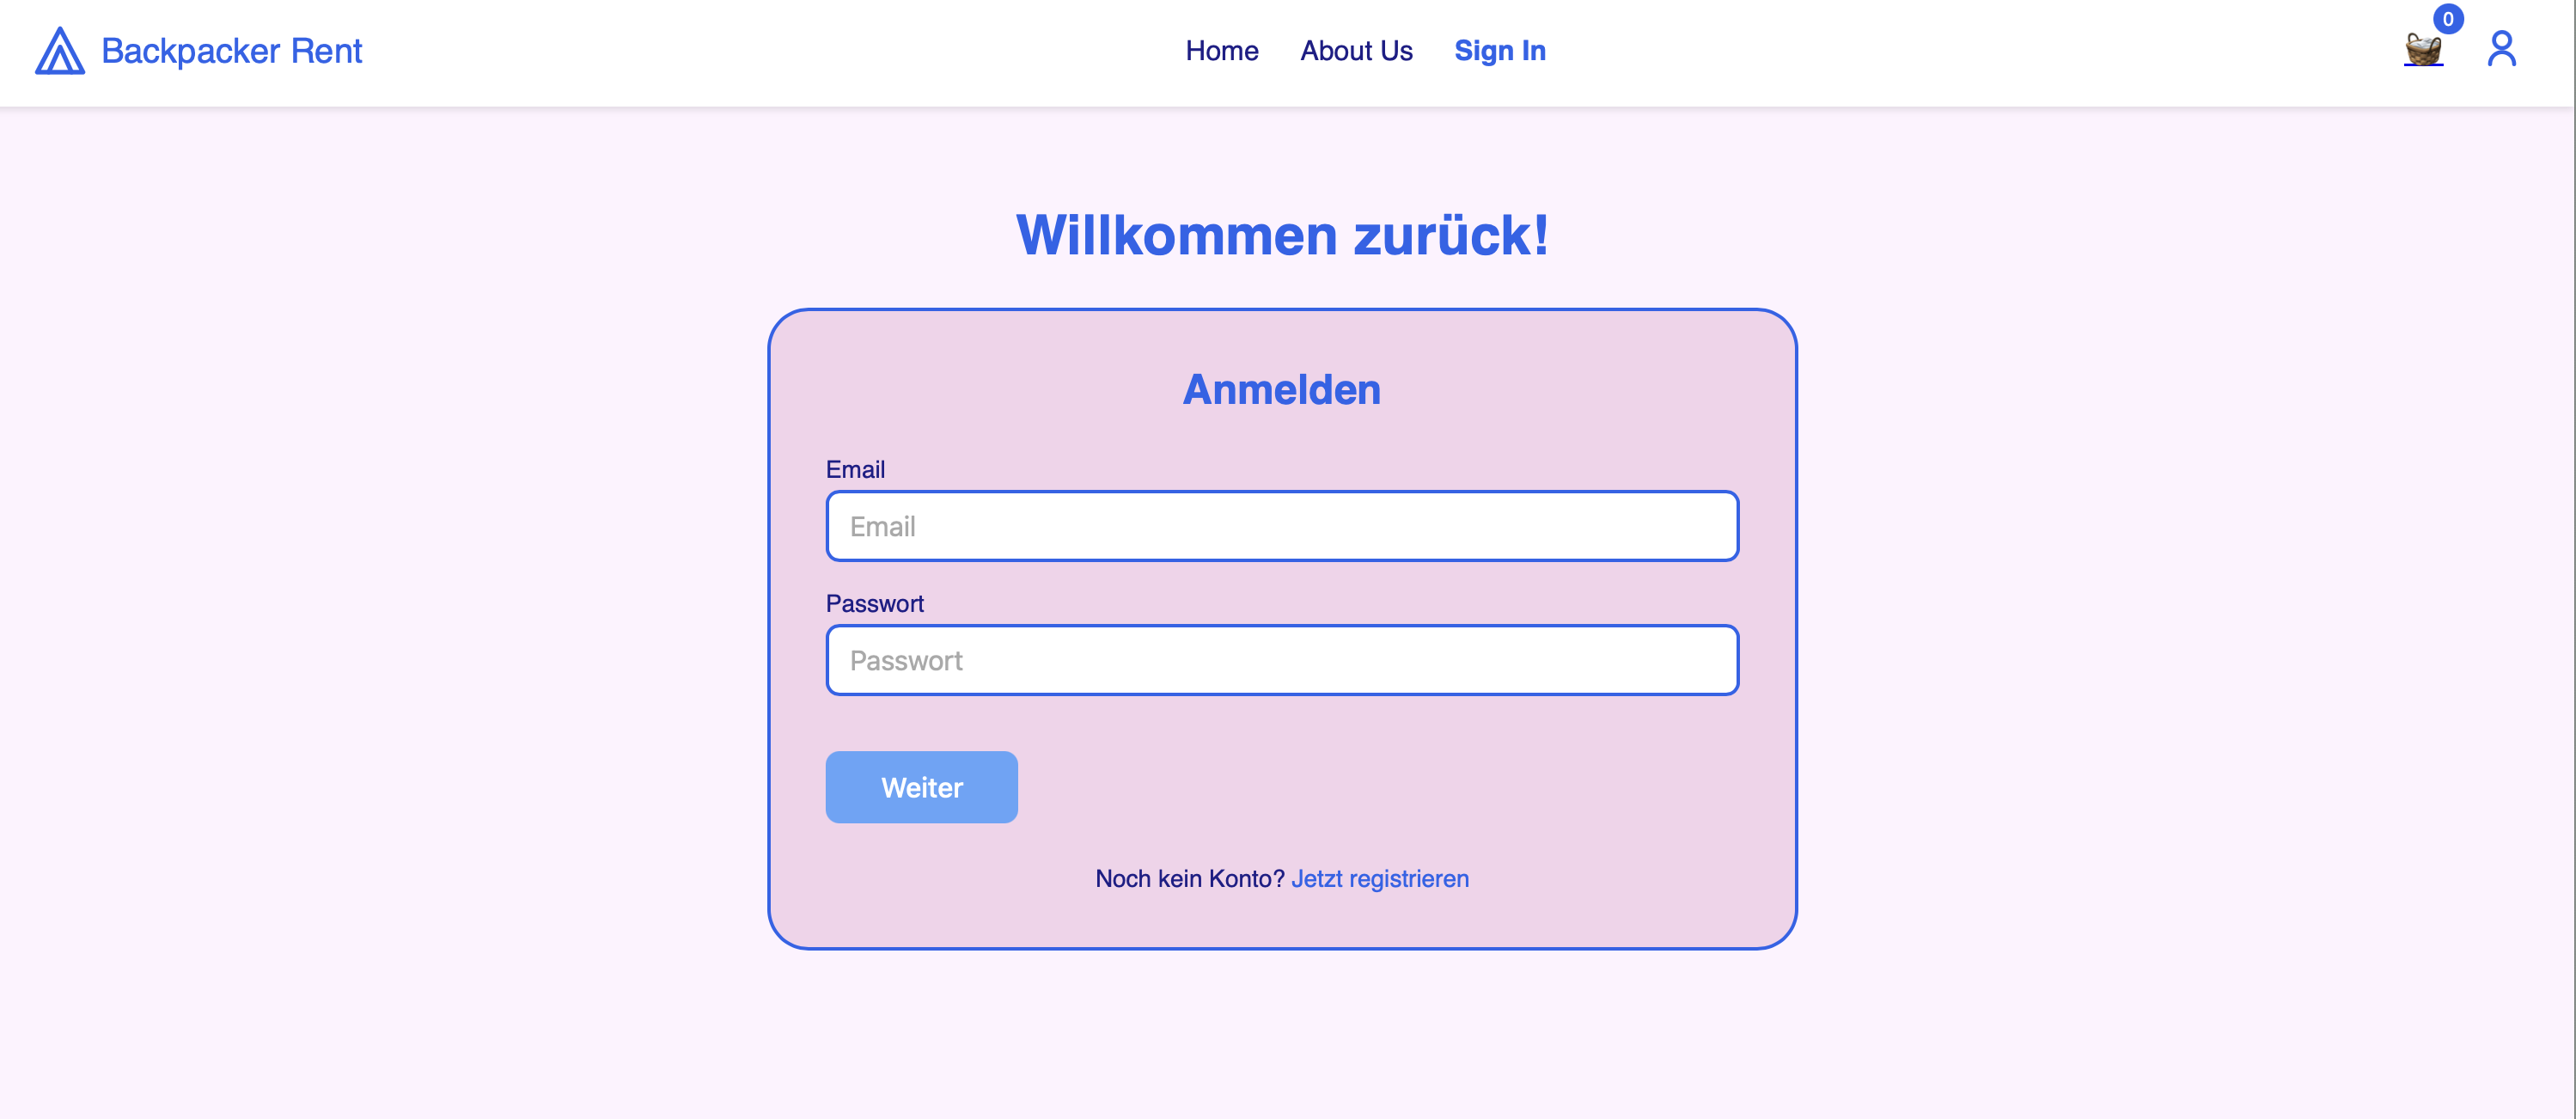 Backpacker Rent
Home About Us Sign In
0
Willkommen zurück!
Anmelden
Email
Email
Passwort
Passwort
Weiter
Noch kein Konto? Jetzt registrieren